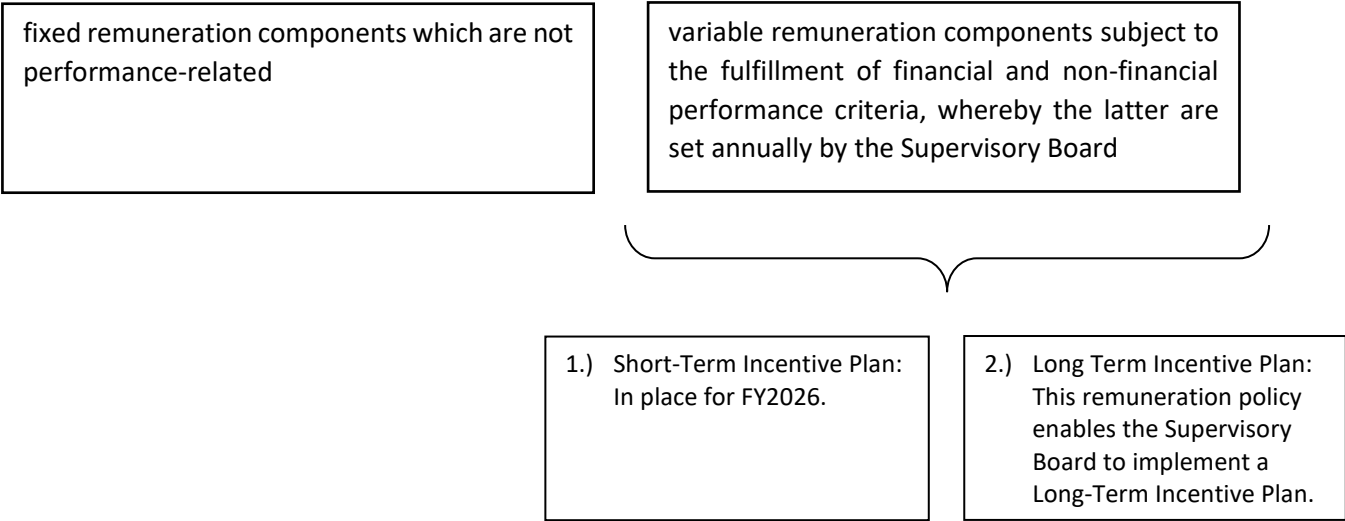 fixed remuneration components which are not
performance-related
variable remuneration components subject to
the fulfillment of financial and non-financial
performance criteria, whereby the latter are
set annually by the Supervisory Board
1.) Short-Term Incentive Plan:
In place for FY2026.
2.) Long Term Incentive Plan:
This remuneration policy
enables the Supervisory
Board to implement a
Long-Term Incentive Plan.